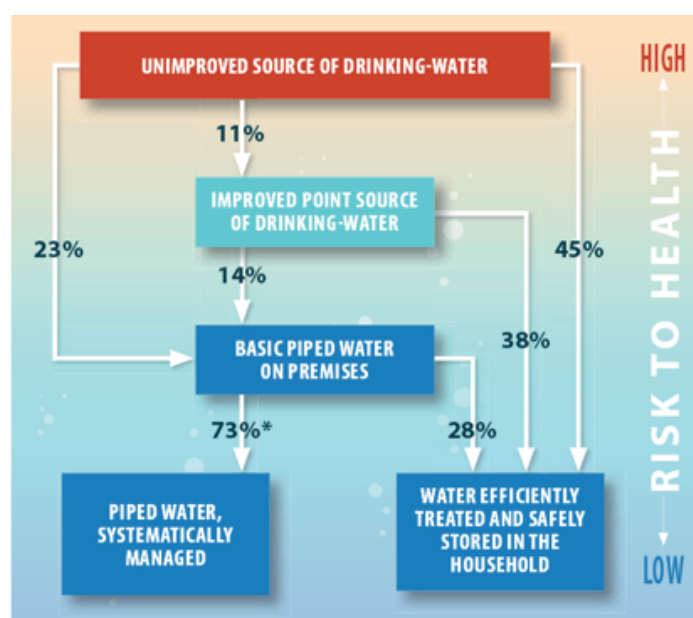 UNIMPROVED SOURCE OF DRINKING-WATER
HIGH
11%
IMPROVED POINT SOURCE
OF DRINKING-WATER
23%
45%
14%
BASIC PIPED WATER
ON PREMISES
38%
73%*
28%
PIPED WATER,
SYSTEMATICALLY
MANAGED
WATER EFFICIENTLY
TREATED AND SAFELY
STORED IN THE
HOUSEHOLD
RISK TO HEALTH
LOW